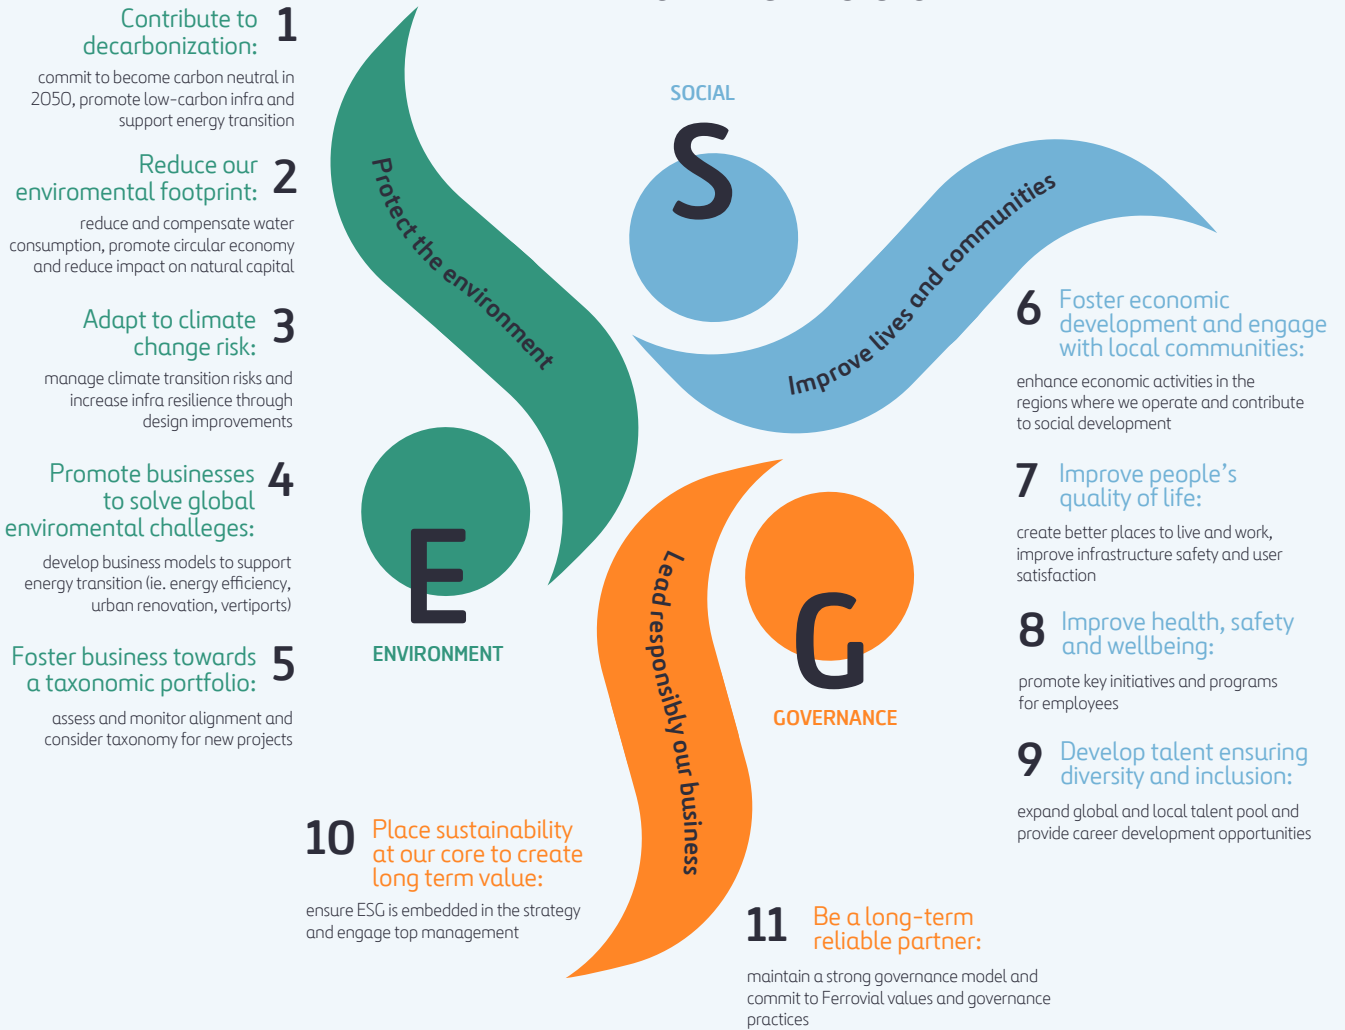 Contribute to
decarbonization:
1
commit to become carbon neutral in
2050, promote low-carbon infra and
support energy transition
Reduce our
enviromental footprint:
2
reduce and compensate water
consumption, promote circular economy
and reduce impact on natural capital
Adapt to climate
change risk:
3
manage climate transition risks and
increase infra resilience through
design improvements
Promote businesses
to solve global
enviromental challeges:
4
develop business models to support
energy transition (ie. energy efficiency,
urban renovation, vertiports)
Foster business towards
a taxonomic portfolio:
5
assess and monitor alignment and
consider taxonomy for new projects
Protect the environment
E
ENVIRONMENT
SOCIAL
S
Improve lives and communities
6
Foster economic
development and engage
with local communities:
enhance economic activities in the
regions where we operate and contribute
to social development
7
Improve people's
quality of life:
create better places to live and work,
improve infrastructure safety and user
satisfaction
8
Improve health, safety
and wellbeing:
promote key initiatives and programs
for employees
9
Develop talent ensuring
diversity and inclusion:
expand global and local talent pool and
provide career development opportunities
Lead responsibly our business
G
GOVERNANCE
10
Place sustainability
at our core to create
long term value:
ensure ESG is embedded in the strategy
and engage top management
11
Be a long-term
reliable partner:
maintain a strong governance model and
commit to Ferrovial values and governance
practices